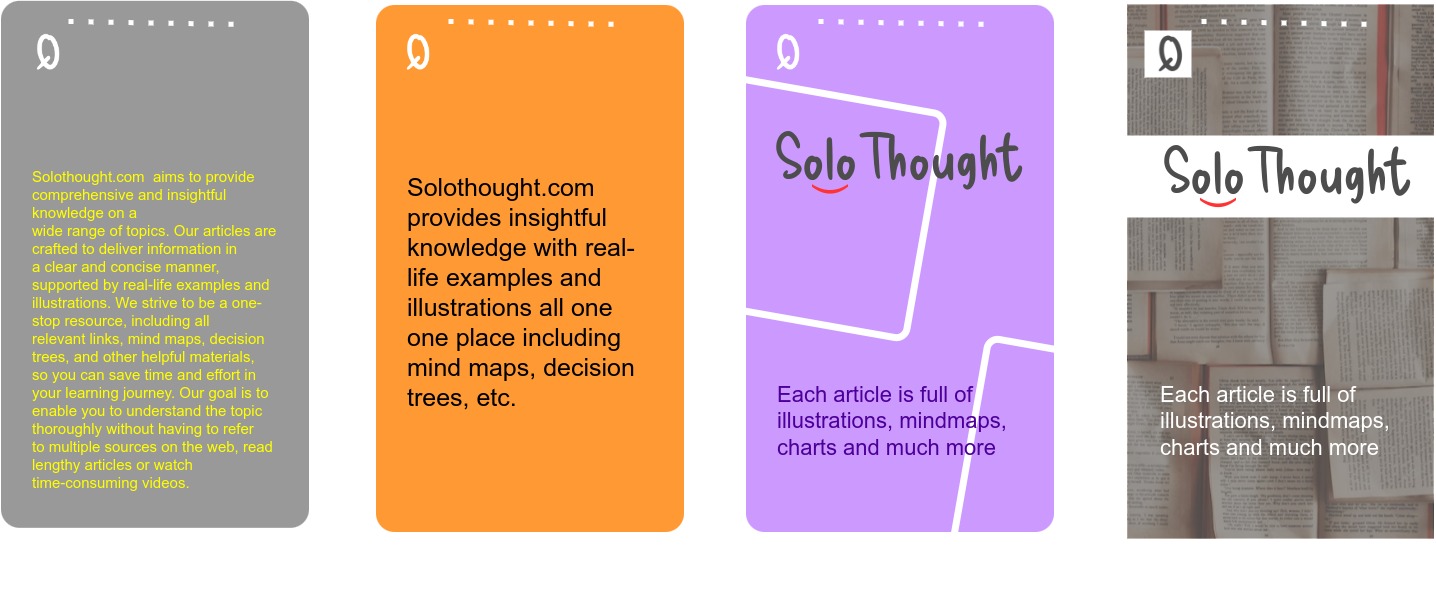 Solothought.com  aims to provide
comprehensive and insightful
knowledge on a
wide range of topics. Our articles are
crafted to deliver information in
a clear and concise manner,
supported by real-life examples and
illustrations. We strive to be a one-
stop resource, including all
relevant links, mind maps, decision
trees, and other helpful materials,
so you can save time and effort in
your learning journey. Our goal is to
enable you to understand the topic
thoroughly without having to refer
to multiple sources on the web, read
lengthy articles or watch
time-consuming videos.
Solothought.com
provides insightful
knowledge with real-
life examples and
illustrations all one
one place including
mind maps, decision
trees, etc.
Solo Thought
Each article is full of
illustrations, mindmaps,
charts and much more
Solo Thought
Each article is full of
illustrations, mindmaps,
charts and much more